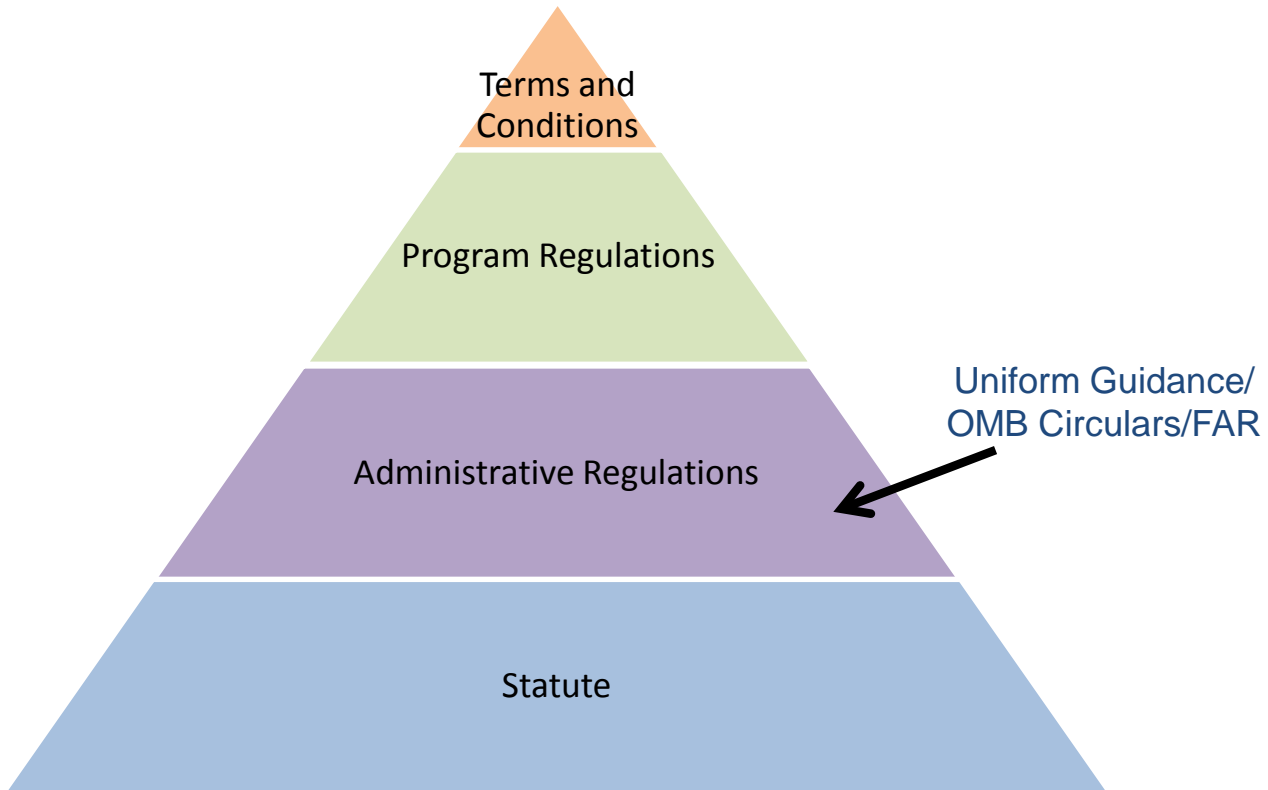 Terms and
Conditions
Program Regulations
Uniform Guidance/
OMB Circulars/FAR
Administrative Regulations
Statute